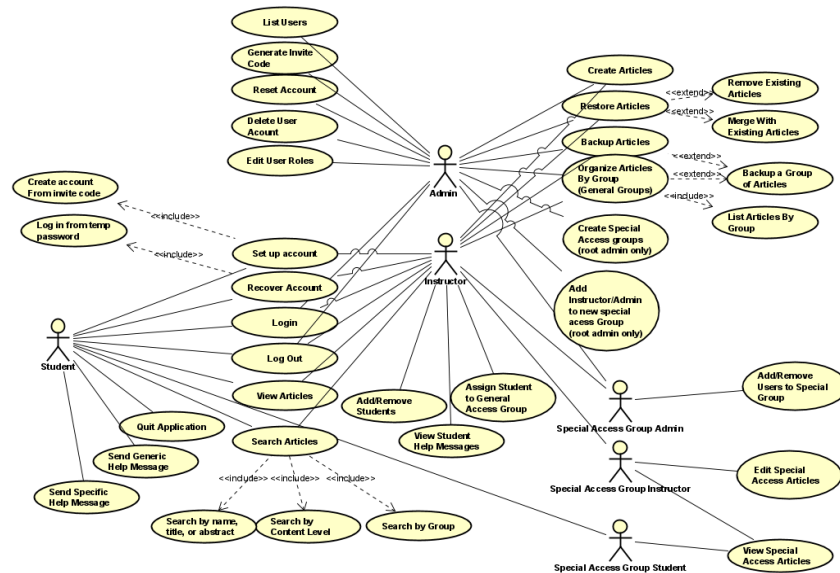 List Users
Generate Invite
Code
Reset Account
Delete User
Acount
Edit User Roles
Admin
Create Articles
Restore Articles
Backup Articles
Organize Articles
By Group
(General Groups)
Create Special
Access groups
(root admin only)
Add
Instructor/Admin
to new special
acess Group
(root admin only)
<<extend>>
<<extend>>
<<extend>>
<<extend>>
<<include>>
Remove Existing
Articles
Merge With
Existing Articles
Backup a Group
of Articles
List Articles By
Group
Create account
From invite code
<<include>>
Log in from temp
password
<<include>>
Set up account
Recover Account
Login
Log Out
View Articles
Search Articles
Instructor
Student
Quit Application
Send Generic
Help Message
Send Specific
Help Message
<<include>>
<<include>>
<<include>>
Search by name,
title, or abstract
Search by
Content Level
Search by Group
Add/Remove
Students
View Student
Help Messages
Assign Student
to General
Access Group
Special Access Group Admin
Special Access Group Instructor
Special Access Group Student
Add/Remove
Users to Special
Group
Edit Special
Access Articles
View Special
Access Articles